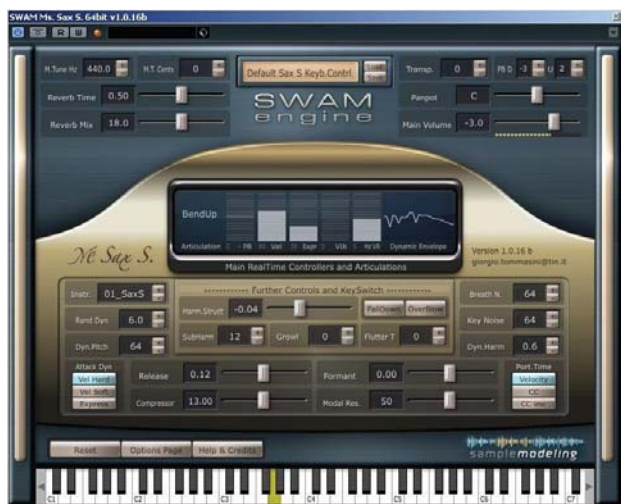 SWAM Ms. Sax S. 64bit v1.0.16b
R W
M.Tune Hz 440.0 M.T. Cents 0 Default Sax S Keyb.Contrl Load Save Transp. 0 PB D -3 U 2
Reverb Time 0.50 SWAM engine Panpot C
Reverb Mix 18.0 Main Volume -3.0
BendUp
Articulation PB Vel Expr Vib Dynamic Envelope
Ms Sax S.
Version 1.0.16 b
giorgio.tommasini@tin.it
Main RealTime Controllers and Articulations
Further Controls and KeySwitch
Instr. 01_SaxS Harm.Struct -0.04 FallDown Overblow Breath N. 64
Rand.Dyn 6.0 SubHarm 12 Growl 0 Flutter T 0 Key Noise 64
Dyn.Pitch 64 Dyn.Harm 0.6
Attack Dyn Port.Time
Vel Hard Release 0.12 Formant 0.00 Velocity
Vel Soft CC
Express Compressor 13.00 Modal Res. 50 CC inv.
Reset Options Page Help & Credits samplemodeling
C1 C2 C3 C4 C5 C6 C7